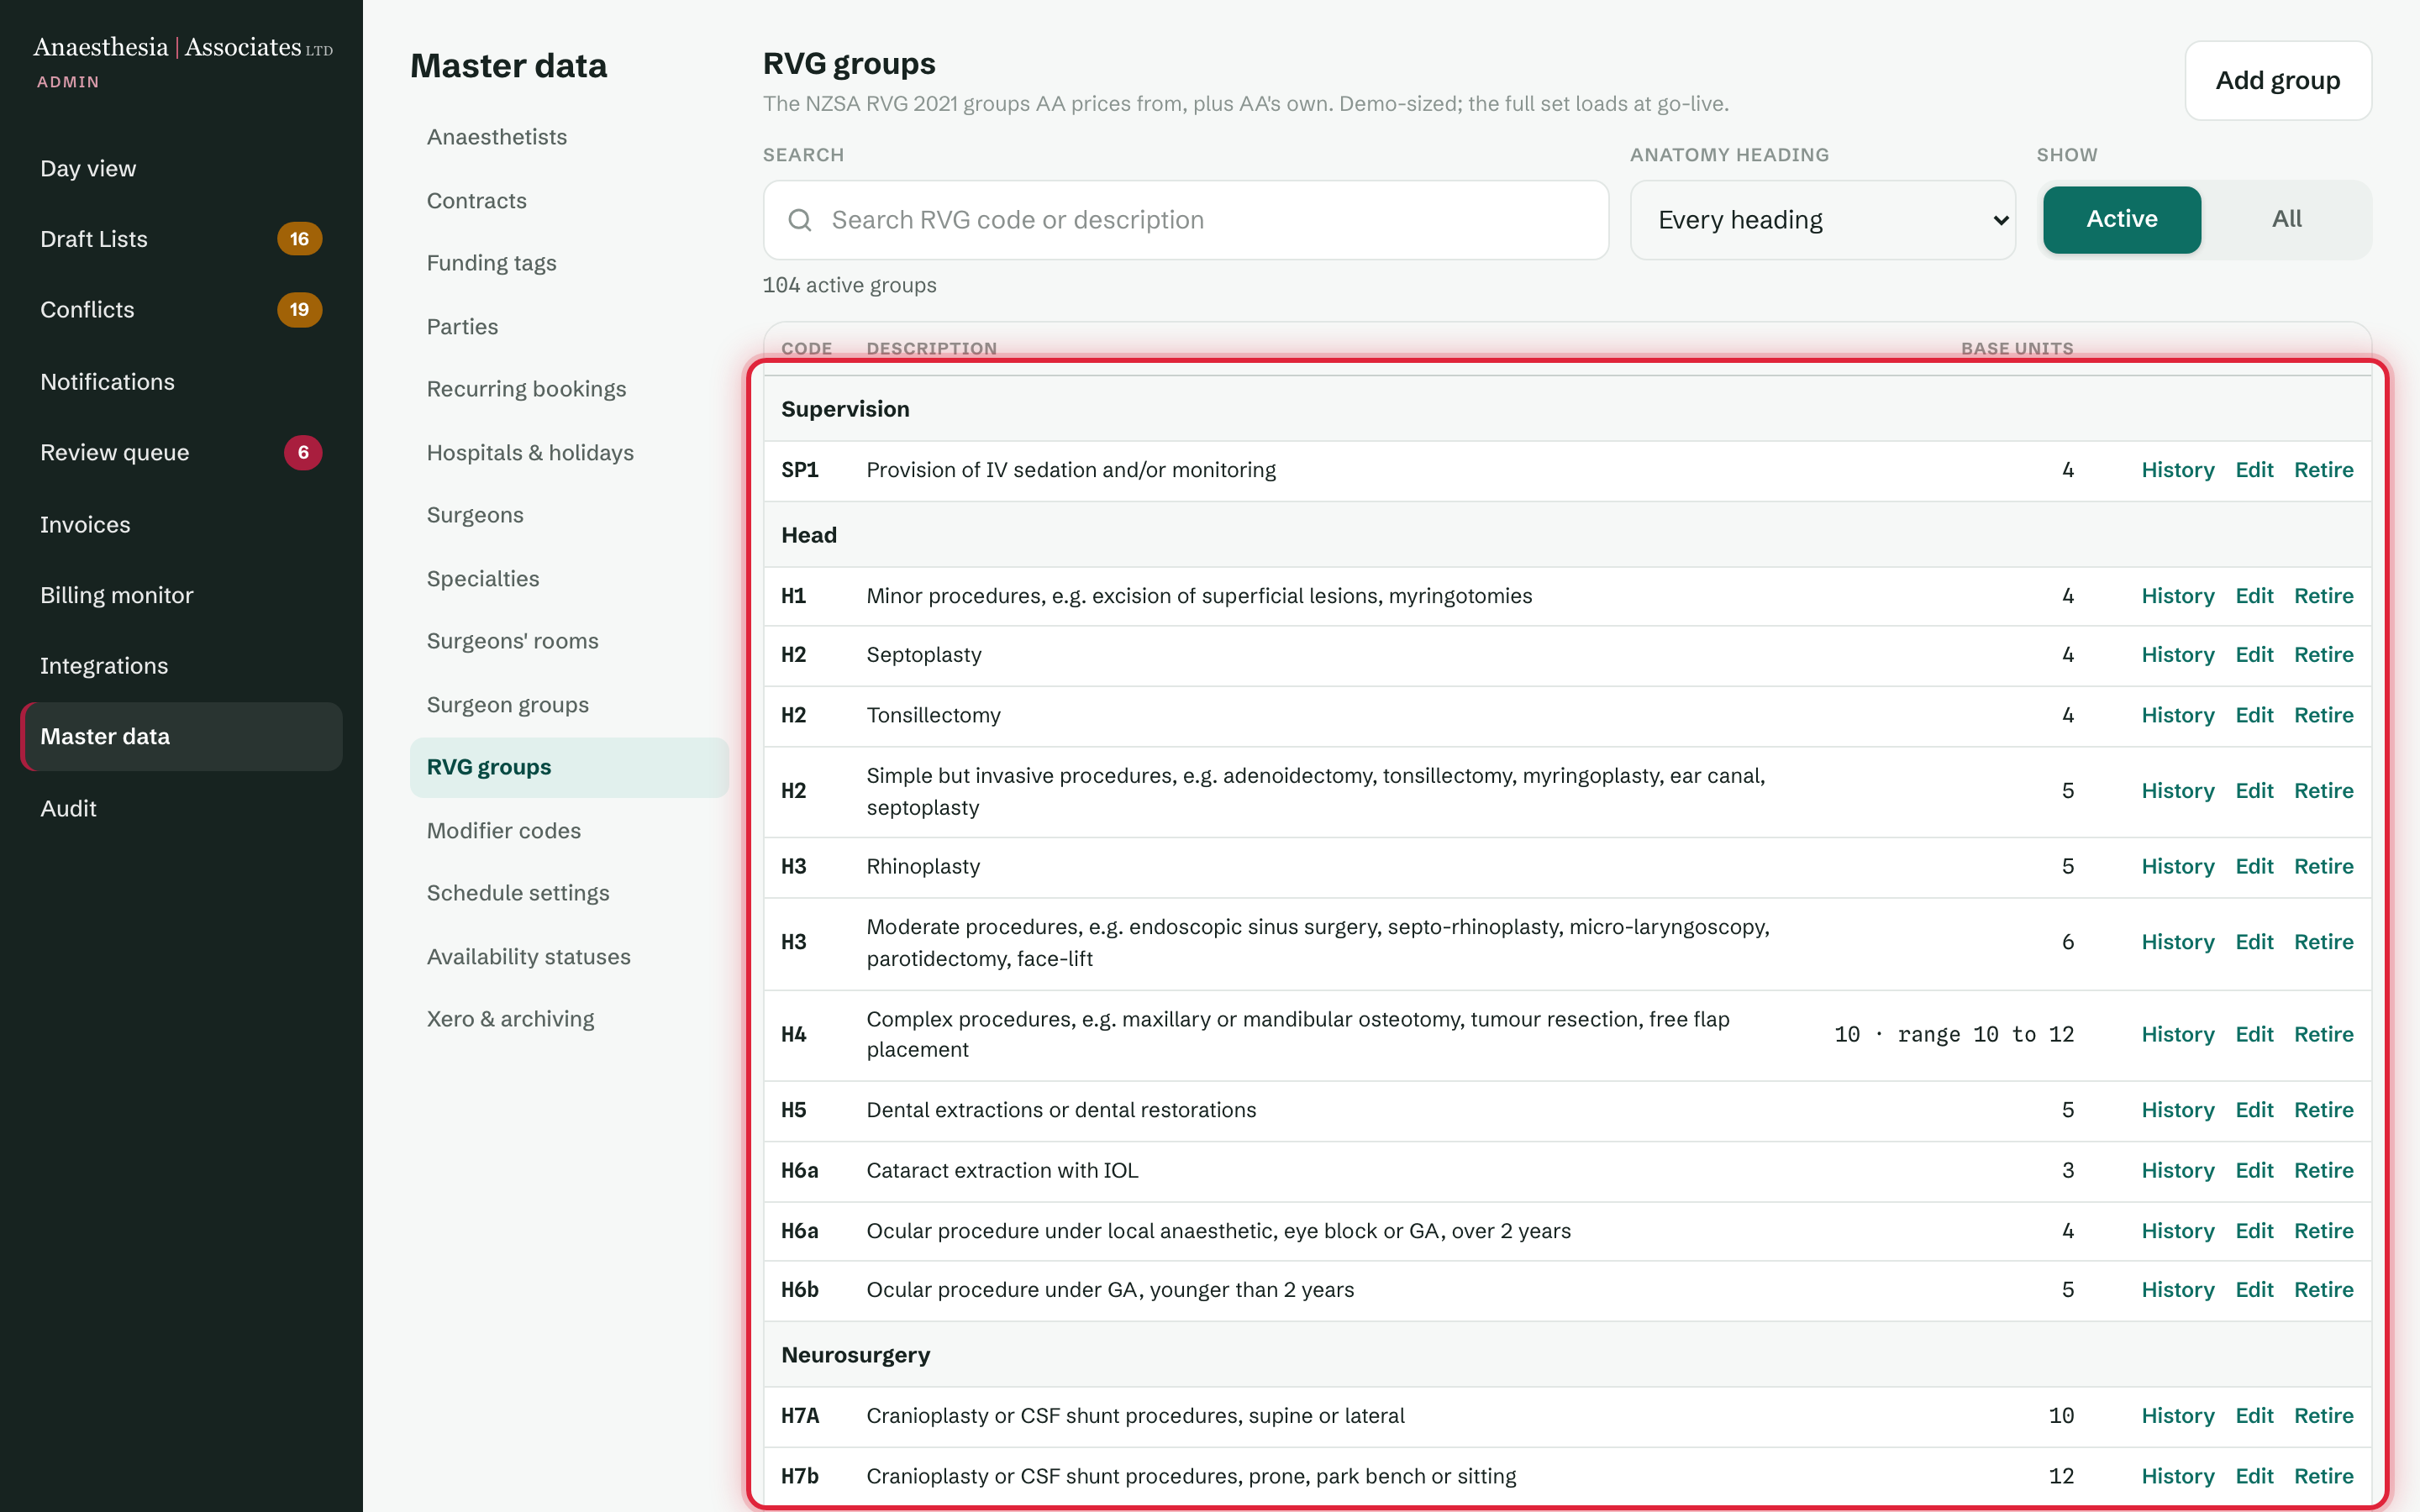 Anaesthesia | Associates LTD
ADMIN
Day view
Draft Lists 16
Conflicts 19
Notifications
Review queue 6
Invoices
Billing monitor
Integrations
Master data
Audit
Master data
Anaesthetists
Contracts
Funding tags
Parties
Recurring bookings
Hospitals & holidays
Surgeons
Specialties
Surgeons' rooms
Surgeon groups
RVG groups
Modifier codes
Schedule settings
Availability statuses
Xero & archiving
RVG groups
The NZSA RVG 2021 groups AA prices from, plus AA's own. Demo-sized; the full set loads at go-live.
Add group
SEARCH ANATOMY HEADING SHOW
Search RVG code or description Every heading Active All
104 active groups
CODE DESCRIPTION BASE UNITS
Supervision
SP1 Provision of IV sedation and/or monitoring 4 History Edit Retire
Head
H1 Minor procedures, e.g. excision of superficial lesions, myringotomies 4 History Edit Retire
H2 Septoplasty 4 History Edit Retire
H2 Tonsillectomy 4 History Edit Retire
H2 Simple but invasive procedures, e.g. adenoidectomy, tonsillectomy, myringoplasty, ear canal,
septoplasty 5 History Edit Retire
H3 Rhinoplasty 5 History Edit Retire
H3 Moderate procedures, e.g. endoscopic sinus surgery, septo-rhinoplasty, micro-laryngoscopy,
parotidectomy, face-lift 6 History Edit Retire
H4 Complex procedures, e.g. maxillary or mandibular osteotomy, tumour resection, free flap
placement 10 · range 10 to 12 History Edit Retire
H5 Dental extractions or dental restorations 5 History Edit Retire
H6a Cataract extraction with IOL 3 History Edit Retire
H6a Ocular procedure under local anaesthetic, eye block or GA, over 2 years 4 History Edit Retire
H6b Ocular procedure under GA, younger than 2 years 5 History Edit Retire
Neurosurgery
H7A Cranioplasty or CSF shunt procedures, supine or lateral 10 History Edit Retire
H7b Cranioplasty or CSF shunt procedures, prone, park bench or sitting 12 History Edit Retire